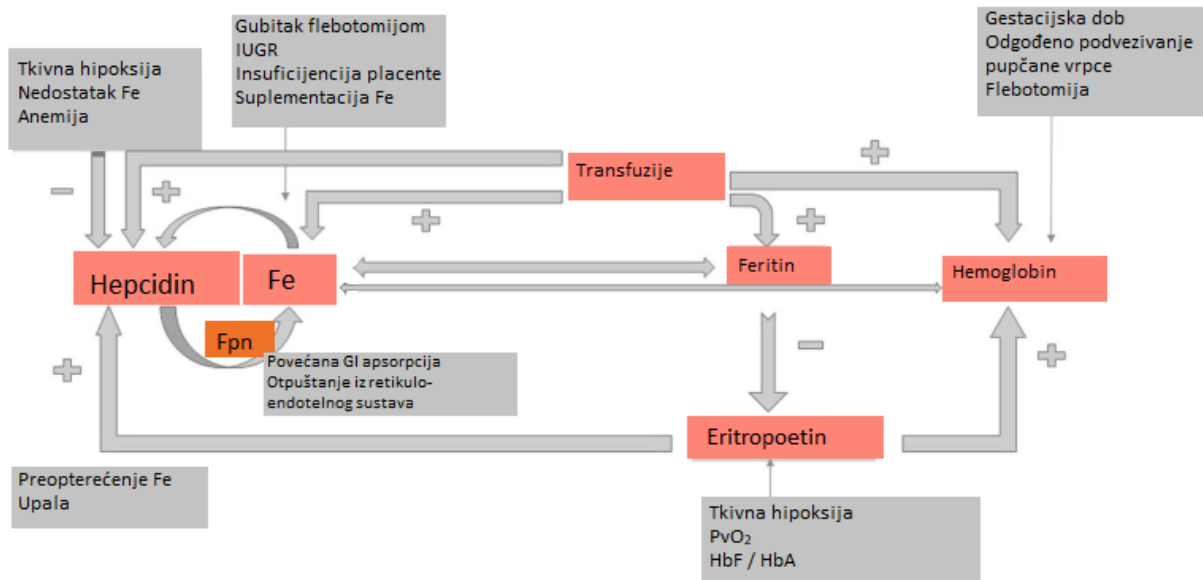 Gubitak flebotomijom
IUGR
Insuficijencija placente
Suplementacija Fe
Gestacijska dob
Odgođeno podvezivanje
pupčane vrpce
Flebotomija
Tkivna hipoksija
Nedostatak Fe
Anemija
Transfuzije
+
−
+
+
+
Hepcidin
Fe
Feritin
Hemoglobin
Fpn
Povećana GI apsorpcija
Otpuštanje iz retikulo-
endotelnog sustava
+
−
+
Eritropoetin
Preopterećenje Fe
Upala
Tkivna hipoksija
PvO₂
HbF / HbA